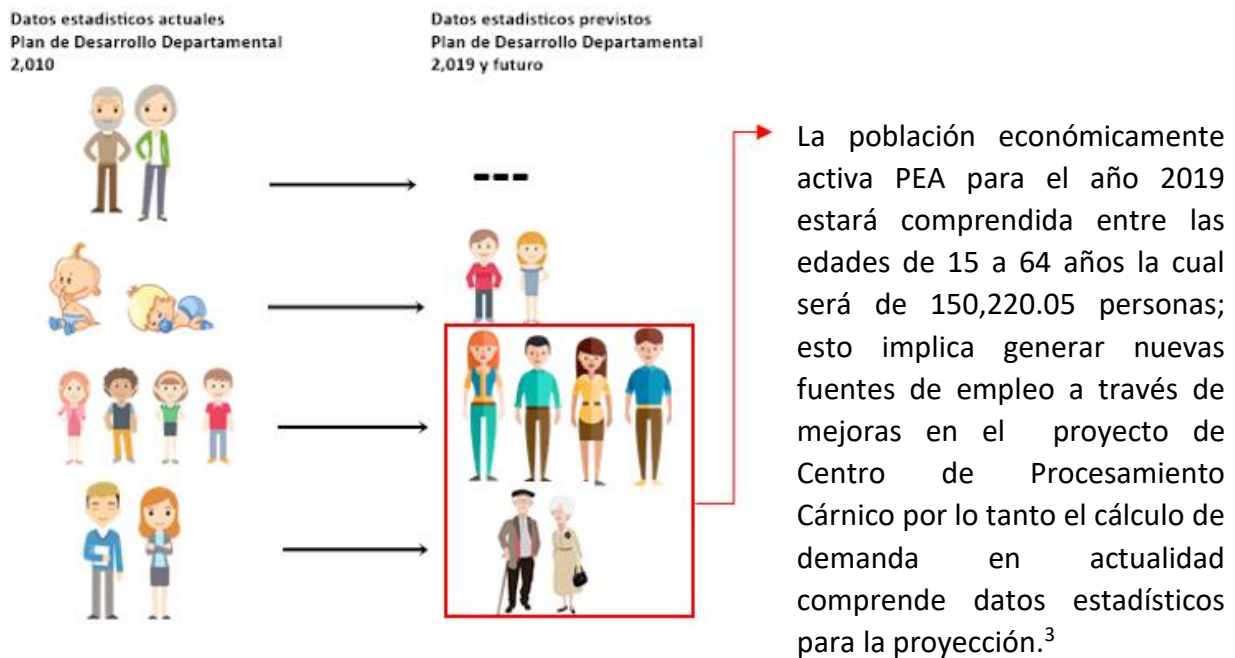 Datos estadisticos actuales
Plan de Desarrollo Departamental
2,010
Datos estadisticos previstos
Plan de Desarrollo Departamental
2,019 y futuro
---
La población económicamente
activa PEA para el año 2019
estará comprendida entre las
edades de 15 a 64 años la cual
será de 150,220.05 personas;
esto implica generar nuevas
fuentes de empleo a través de
mejoras en el proyecto de
Centro de Procesamiento
Cárnico por lo tanto el cálculo de
demanda en actualidad
comprende datos estadísticos
para la proyección.³